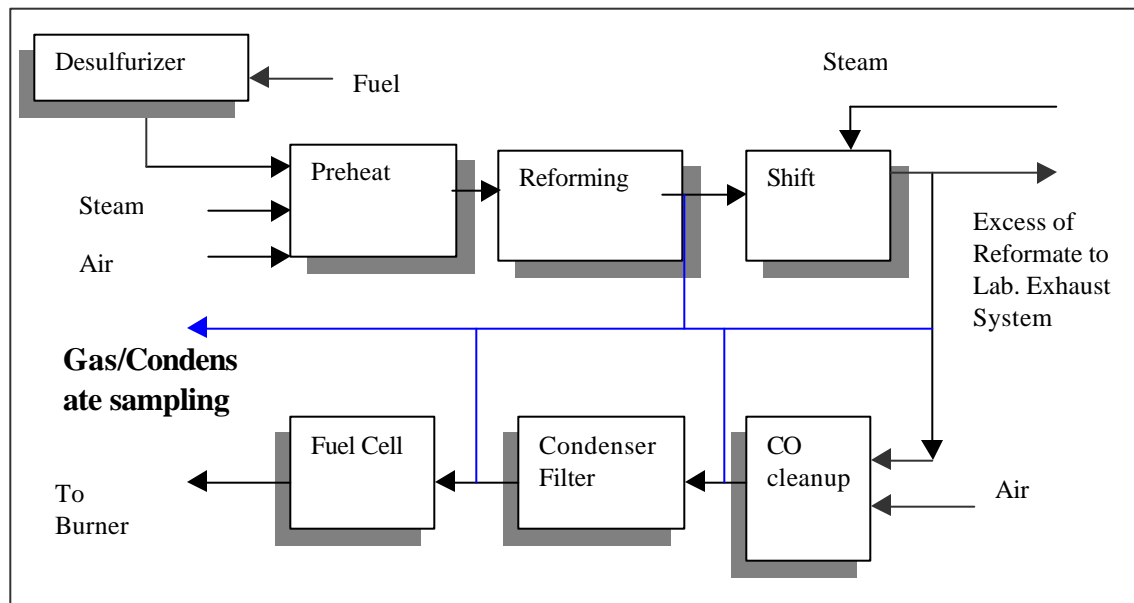 Desulfurizer
Fuel
Steam
Preheat
Reforming
Shift
Steam
Air
Excess of
Reformate to
Lab. Exhaust
System
Gas/Condens
ate sampling
Fuel Cell
Condenser
Filter
CO
cleanup
Air
To
Burner